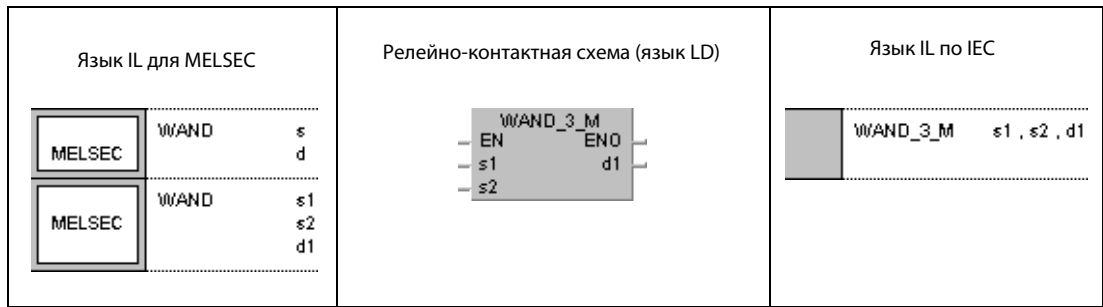 Язык IL для MELSEC
MELSEC WAND s
d
MELSEC WAND s1
s2
d1
Релейно-контактная схема (язык LD)
WAND_3_M
EN ENO
s1 d1
s2
Язык IL по IEC
WAND_3_M s1 , s2 , d1